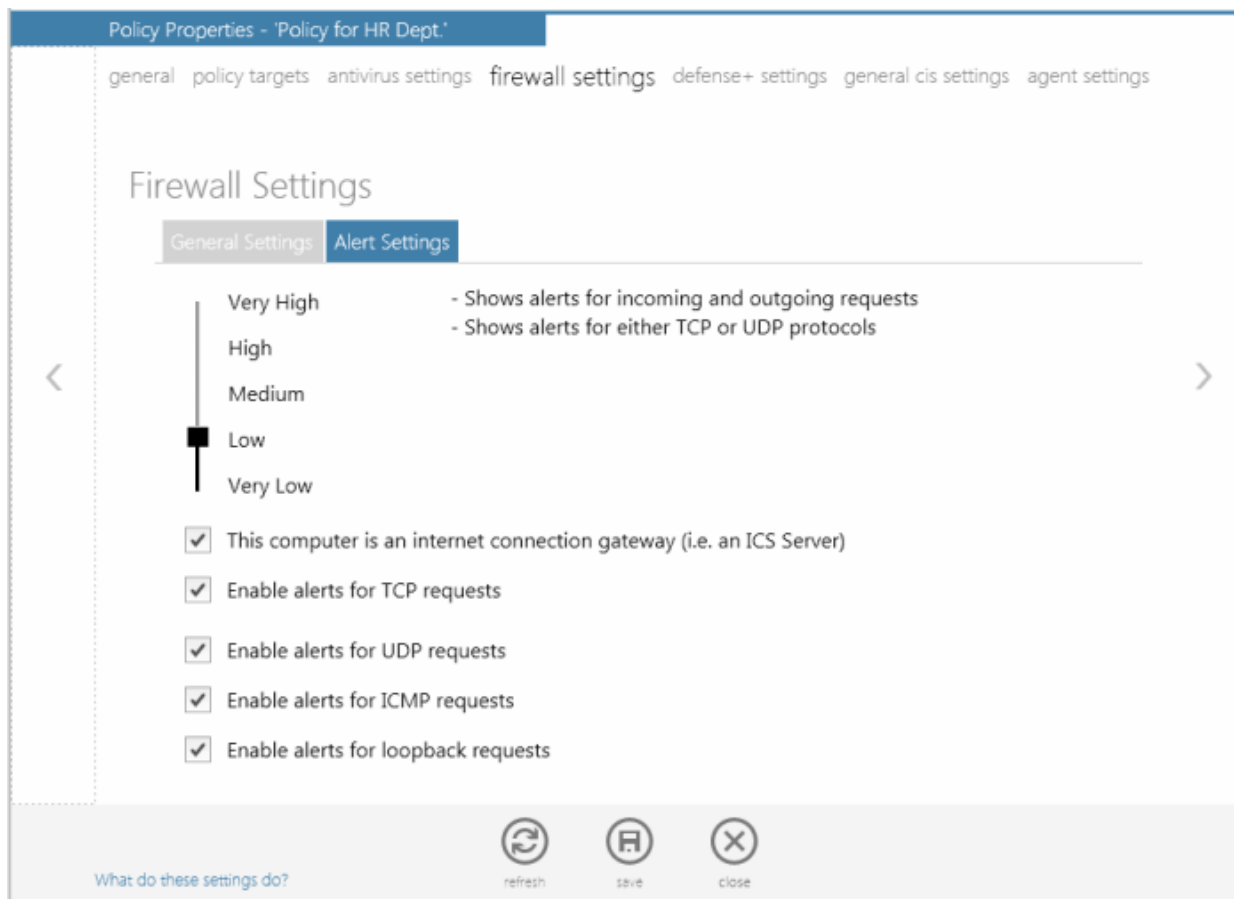 Policy Properties - 'Policy for HR Dept.'
general policy targets antivirus settings firewall settings defense+ settings general cis settings agent settings
Firewall Settings
General Settings Alert Settings
Very High
High
Medium
Low
Very Low
- Shows alerts for incoming and outgoing requests
- Shows alerts for either TCP or UDP protocols
This computer is an internet connection gateway (i.e. an ICS Server)
Enable alerts for TCP requests
Enable alerts for UDP requests
Enable alerts for ICMP requests
Enable alerts for loopback requests
What do these settings do?
refresh save close